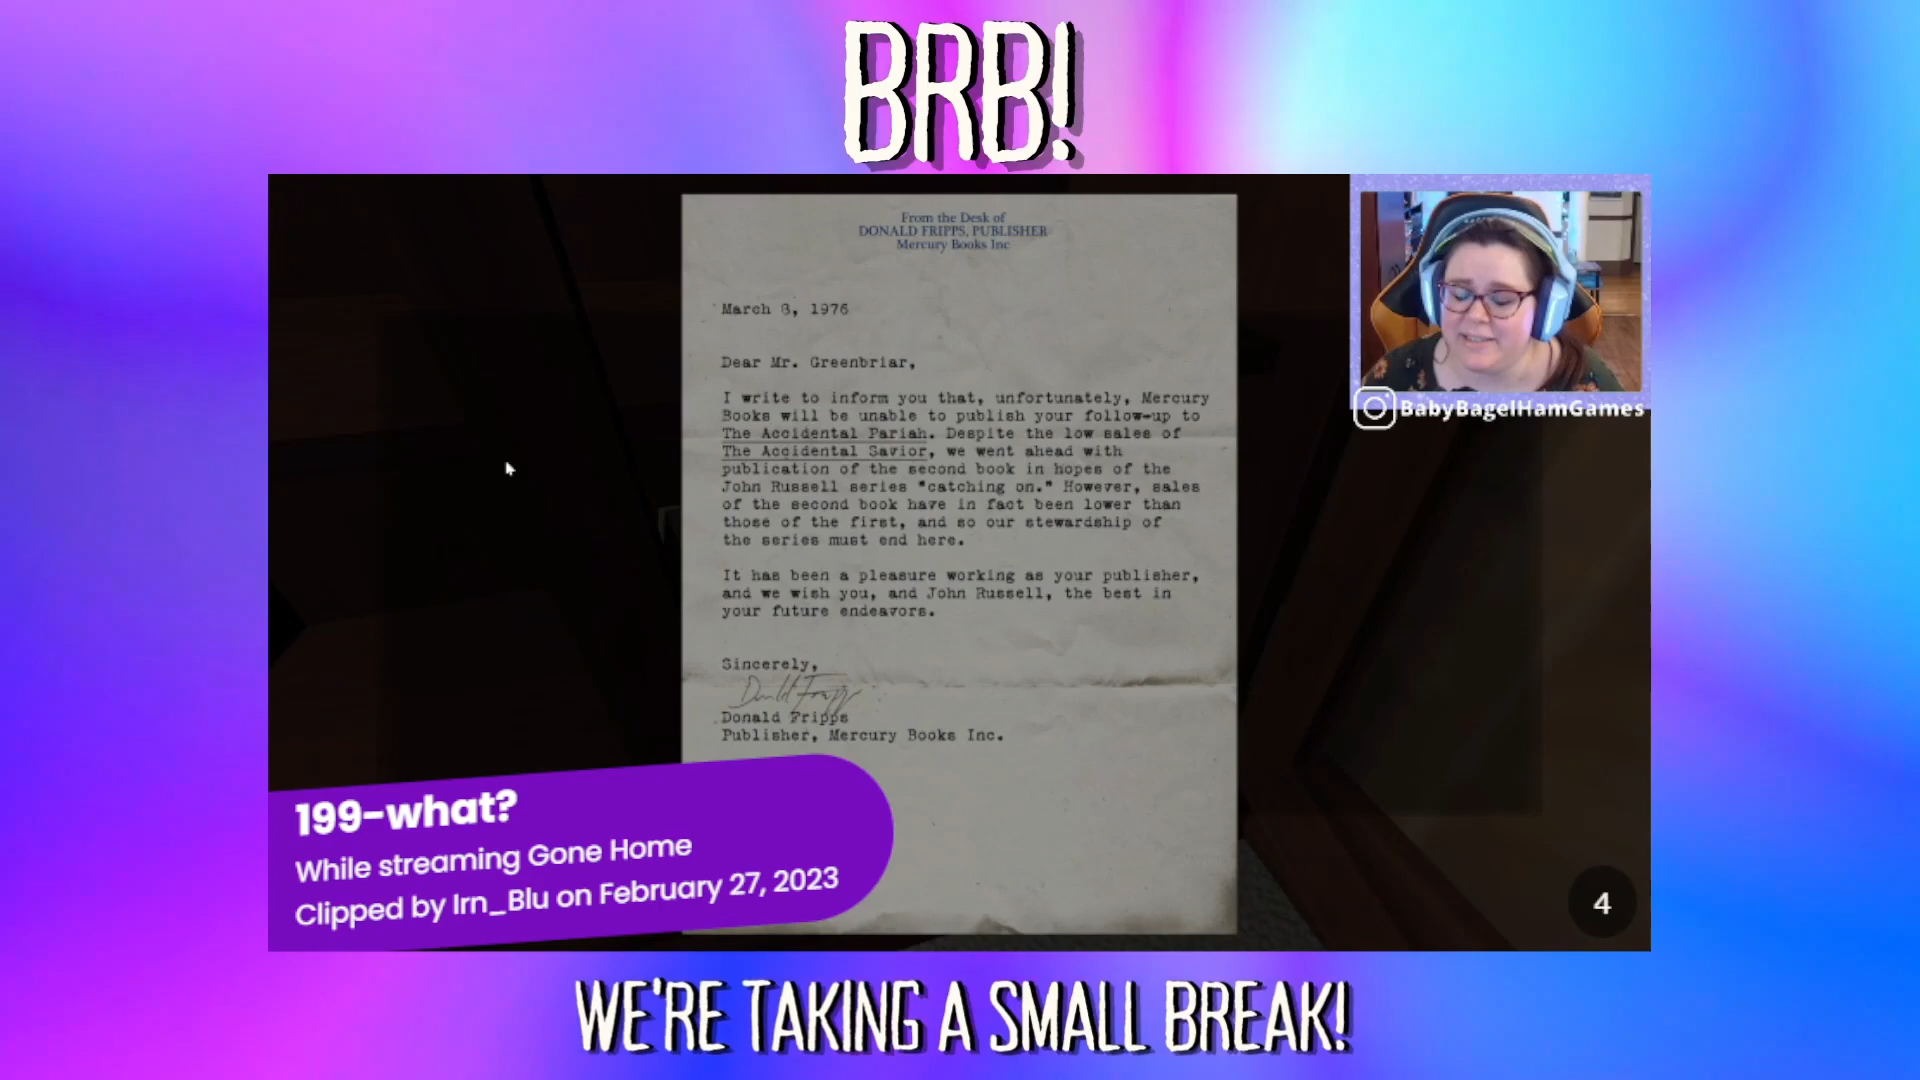 BRB!
From the Desk of
DONALD FRIPPS, PUBLISHER
Mercury Books Inc
March 8, 1976
Dear Mr. Greenbriar,
I write to inform you that, unfortunately, Mercury
Books will be unable to publish your follow-up to
The Accidental Pariah. Despite the low sales of
The Accidental Savior, we went ahead with
publication of the second book in hopes of the
John Russell series "catching on." However, sales
of the second book have in fact been lower than
those of the first, and so our stewardship of
the series must end here.
It has been a pleasure working as your publisher,
and we wish you, and John Russell, the best in
your future endeavors.
Sincerely,
Donald Fripps
Donald Fripps
Publisher, Mercury Books Inc.
BabyBagelHamGames
199-what?
While streaming Gone Home
Clipped by Irn_Blu on February 27, 2023
4
WE'RE TAKING A SMALL BREAK!